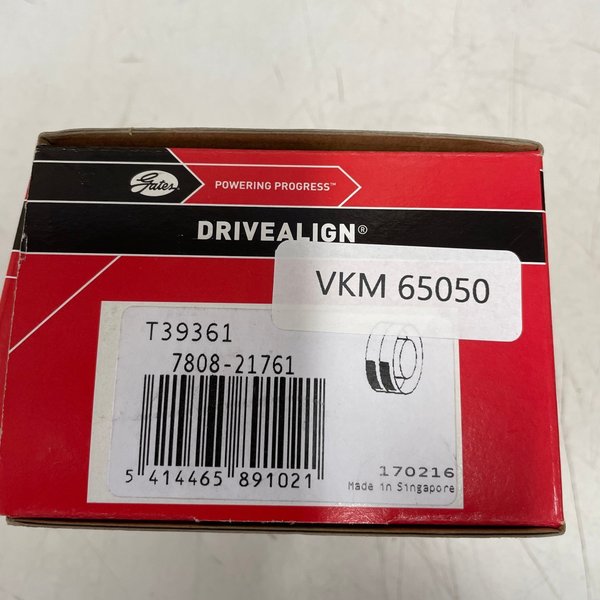 Gates
POWERING PROGRESS™
DRIVEALIGN®
VKM 65050
T39361
7808-21761
5 414465 891021
170216
Made in Singapore